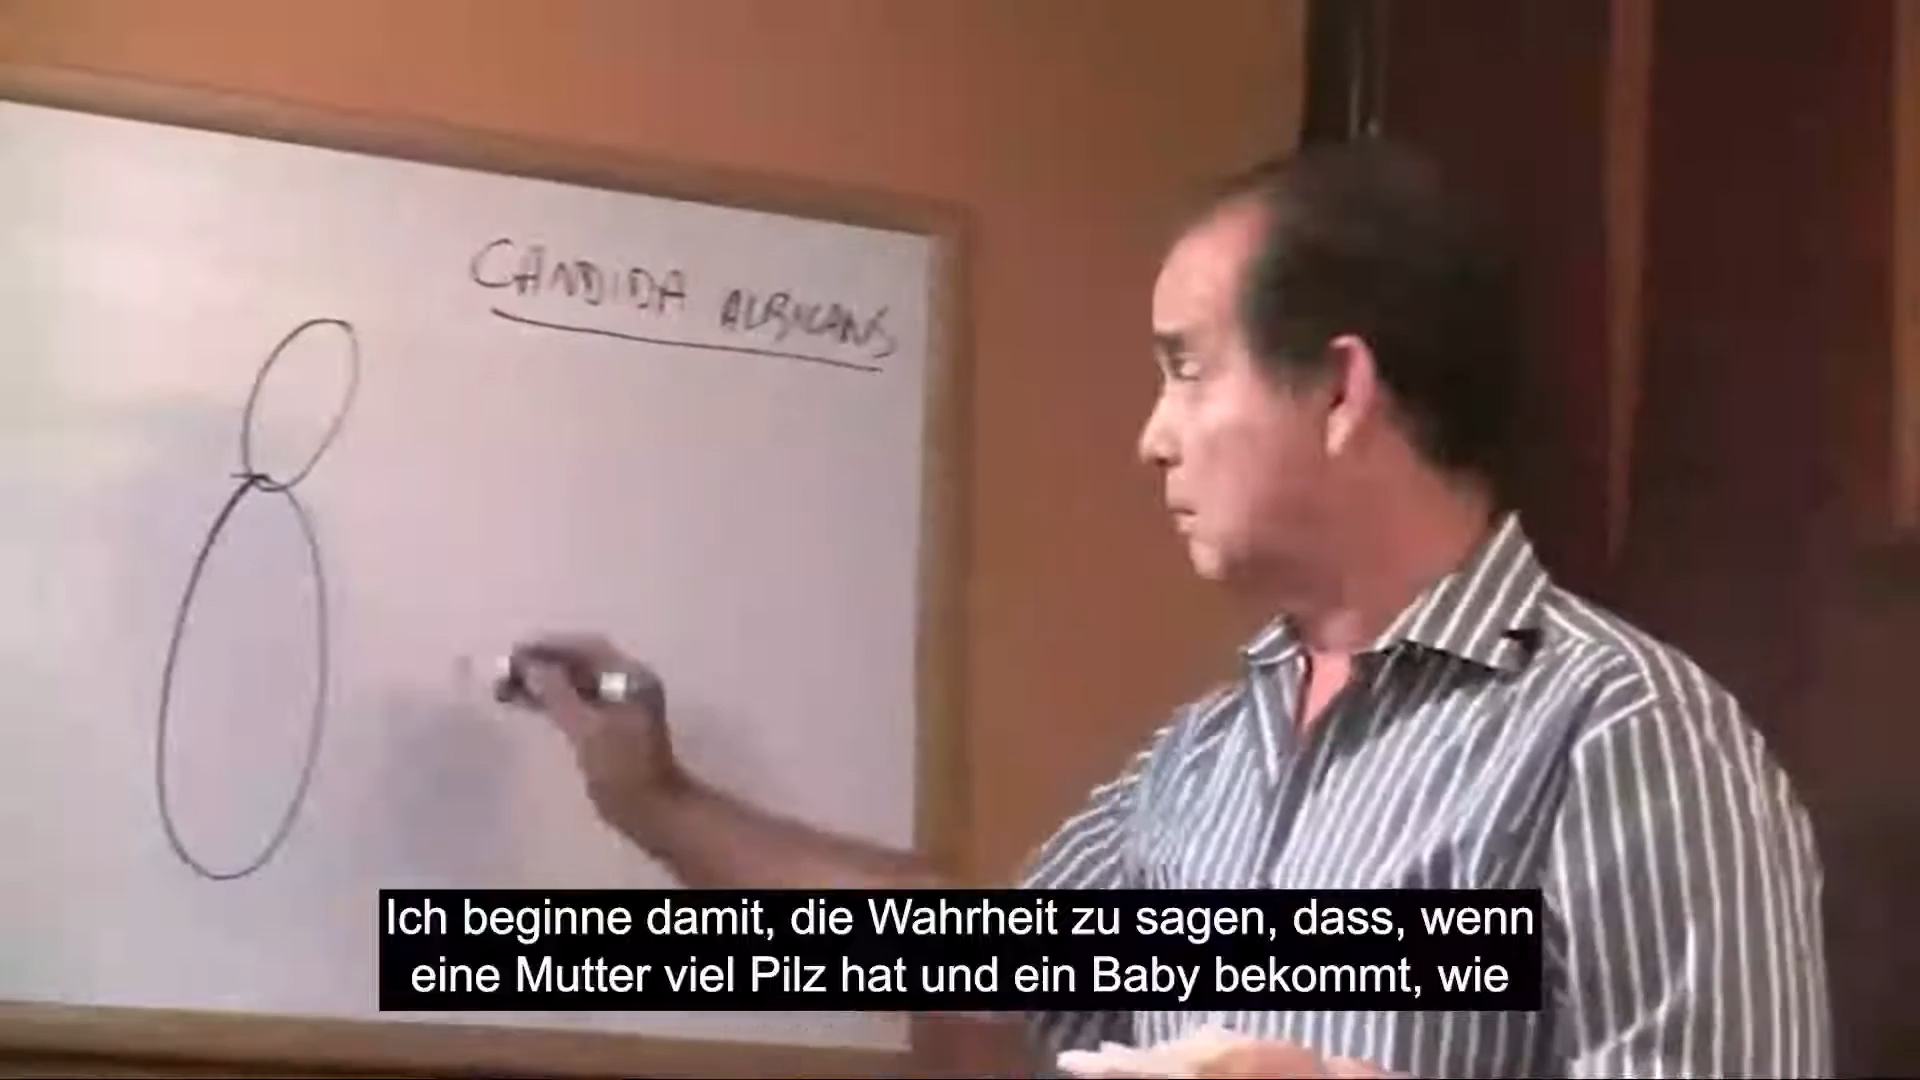 CANDIDA ALBICANS
Ich beginne damit, die Wahrheit zu sagen, dass, wenn
eine Mutter viel Pilz hat und ein Baby bekommt, wie